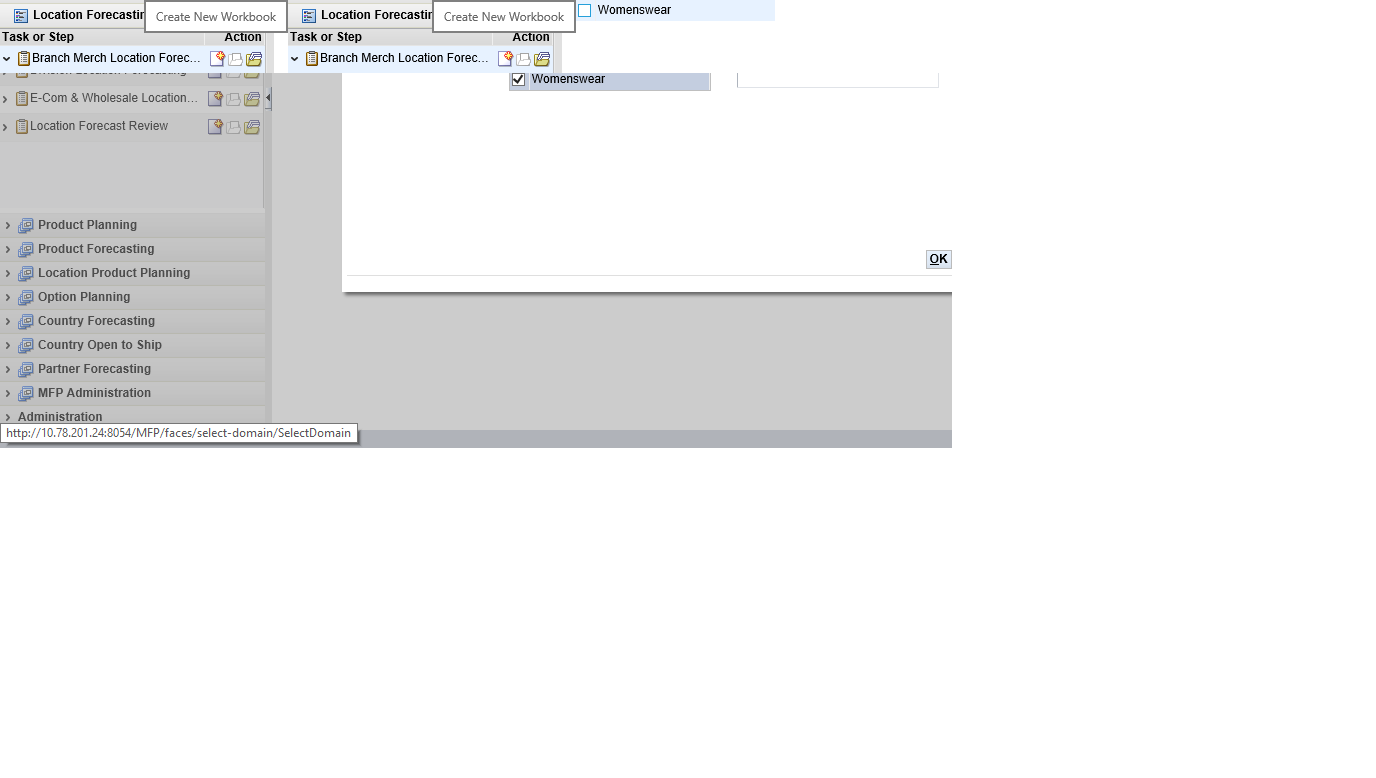 Location Forecastin
Create New Workbook
Location Forecastin
Create New Workbook
Womenswear
Task or Step Action
Task or Step Action
Branch Merch Location Forec...
Branch Merch Location Forec...
Division Location Forecasting
Womenswear
E-Com & Wholesale Location...
Location Forecast Review
Product Planning
Product Forecasting
Location Product Planning
OK
Option Planning
Country Forecasting
Country Open to Ship
Partner Forecasting
MFP Administration
Administration
http://10.78.201.24:8054/MFP/faces/select-domain/SelectDomain